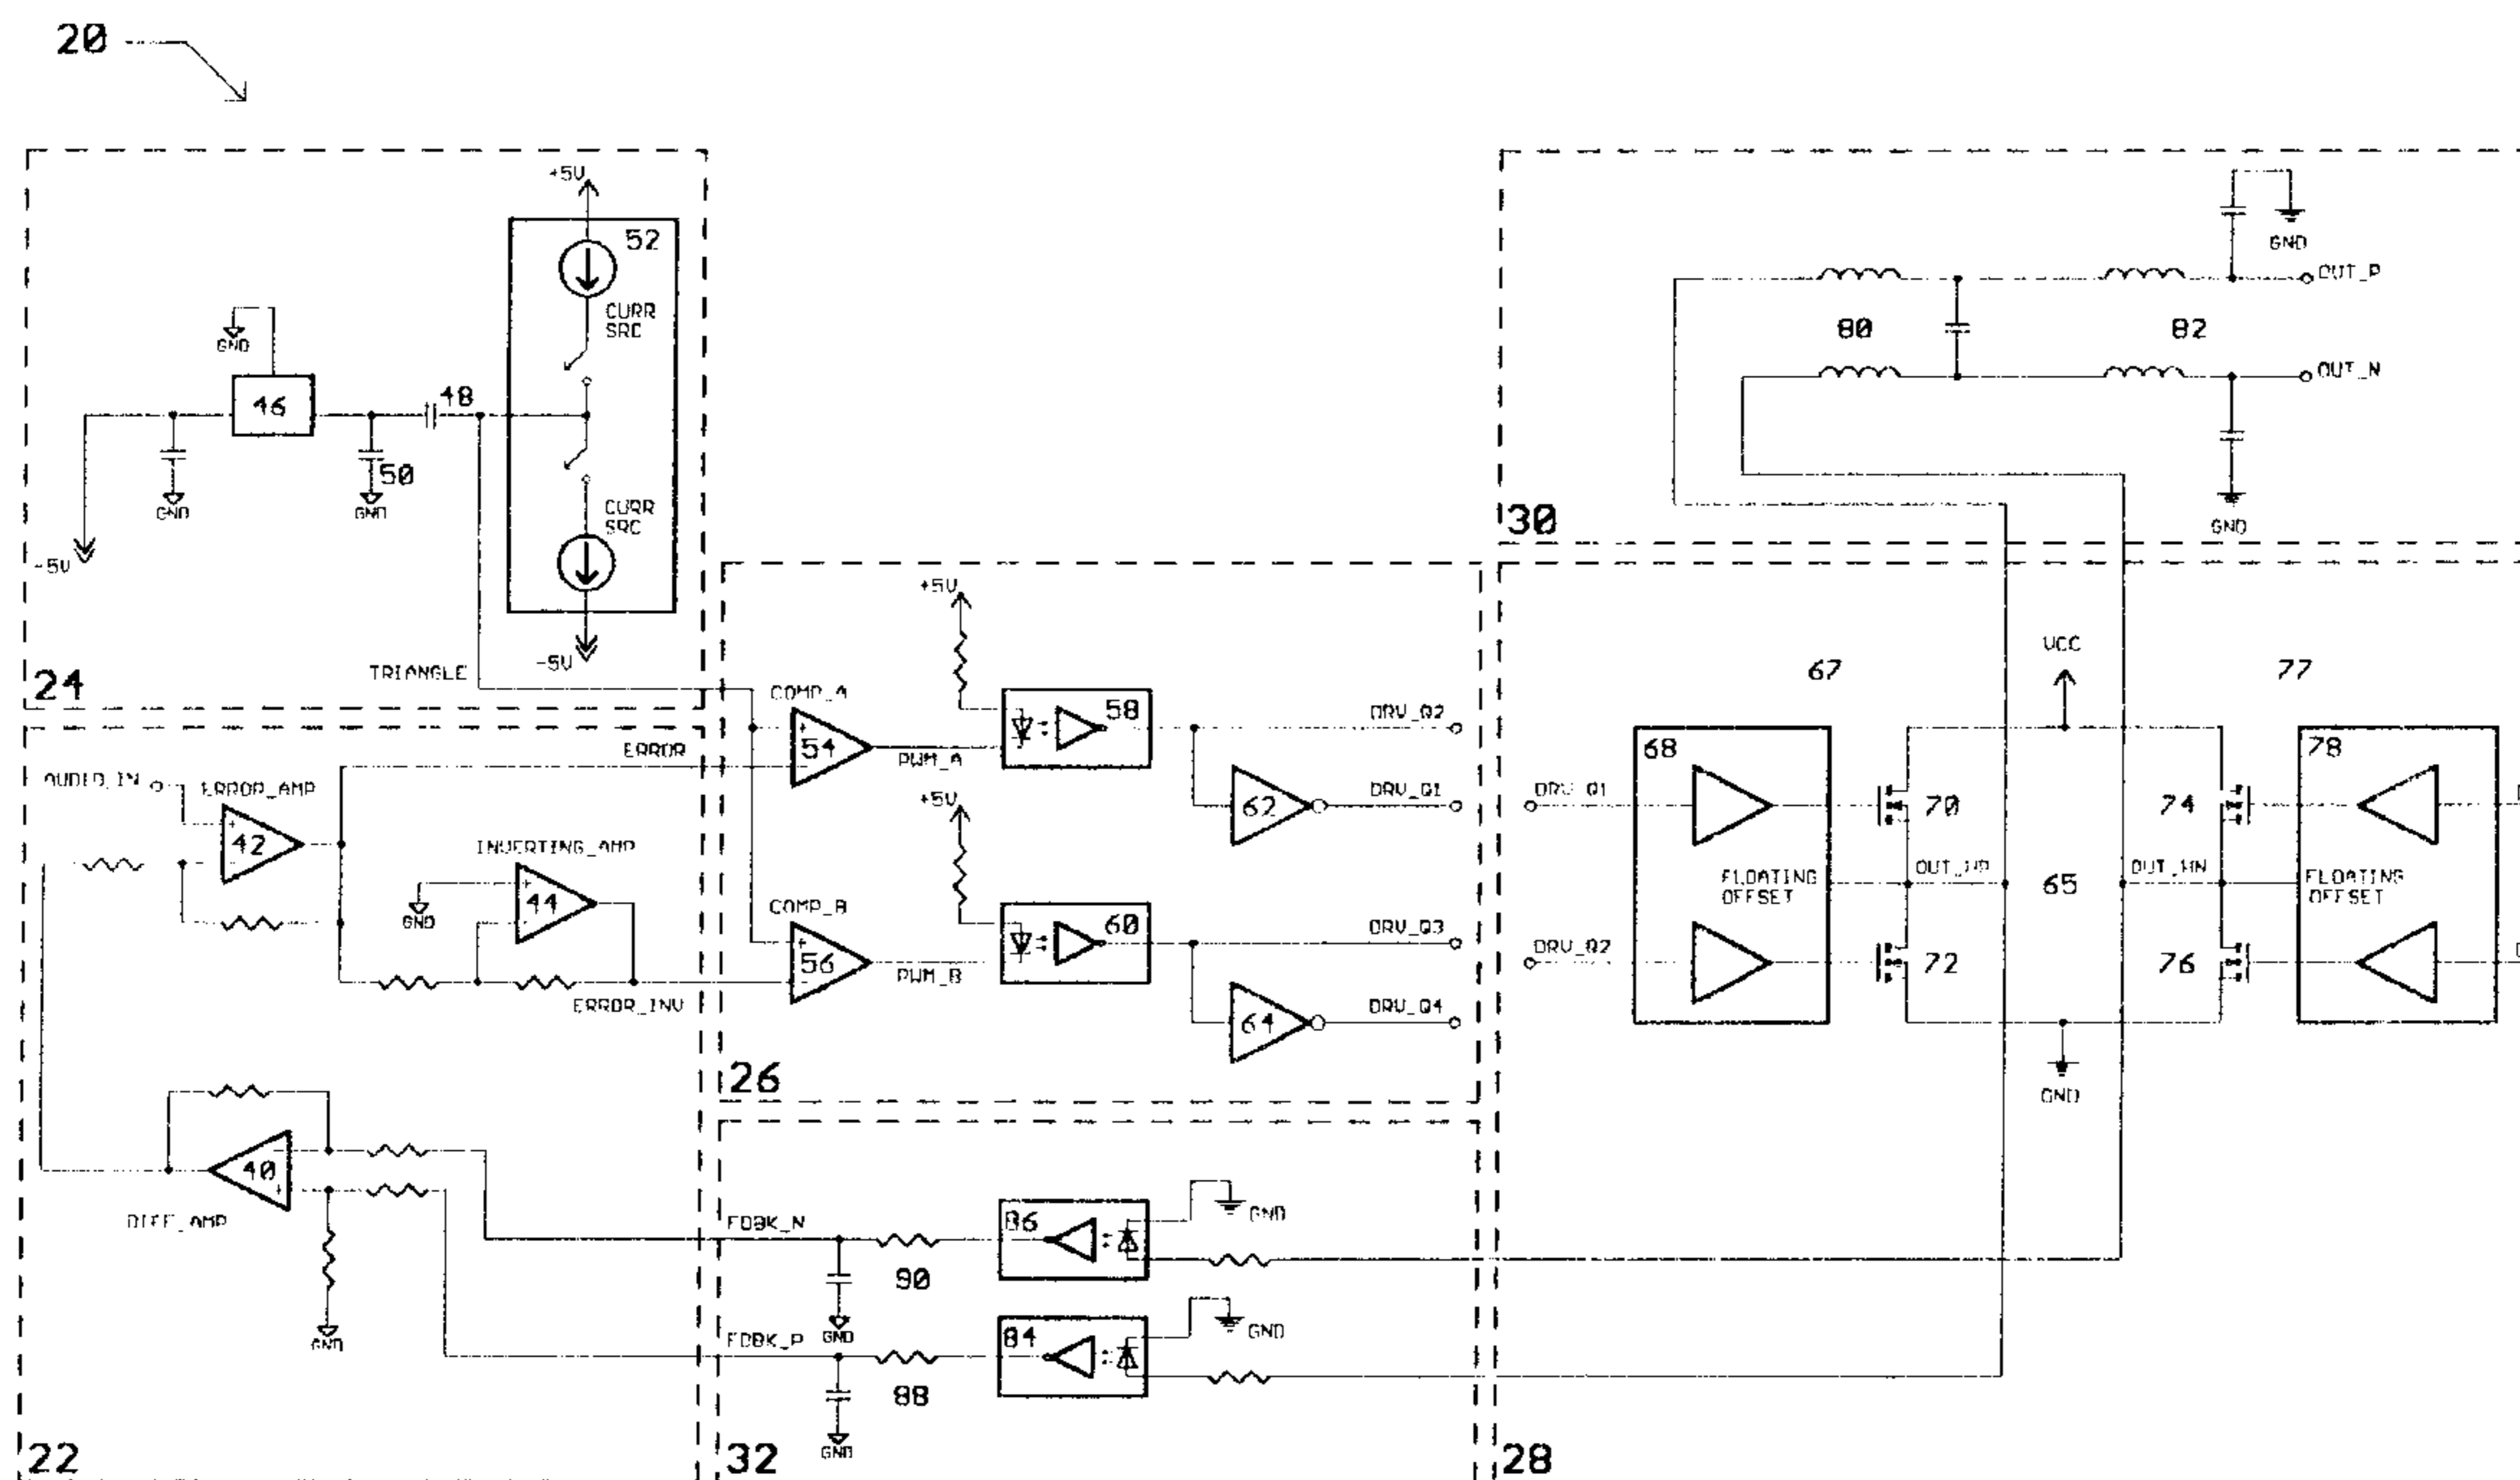 20
+5V
52
CURR
SRC
GND
46
48
50
GND
GND
CURR
SRC
-5V
-5V
TRIANGLE
24
GND
OUT_P
80
82
OUT_N
30
GND
+5V
COMP_A
54
PWM_A
58
DRV_Q2
62
DRV_Q1
+5V
COMP_B
56
PWM_B
60
DRV_Q3
64
DRV_Q4
26
ERROR
AUDIO_IN
ERROR_AMP
42
INVERTING_AMP
44
GND
ERROR_INV
40
DIFF_AMP
GND
22
FDBK_N
86
GND
90
GND
FDBK_P
84
GND
88
GND
32
VCC
67
77
68
78
DRV_Q1
70
74
FLOATING
OFFSET
65
FLOATING
OFFSET
DRV_Q2
72
76
GND
28